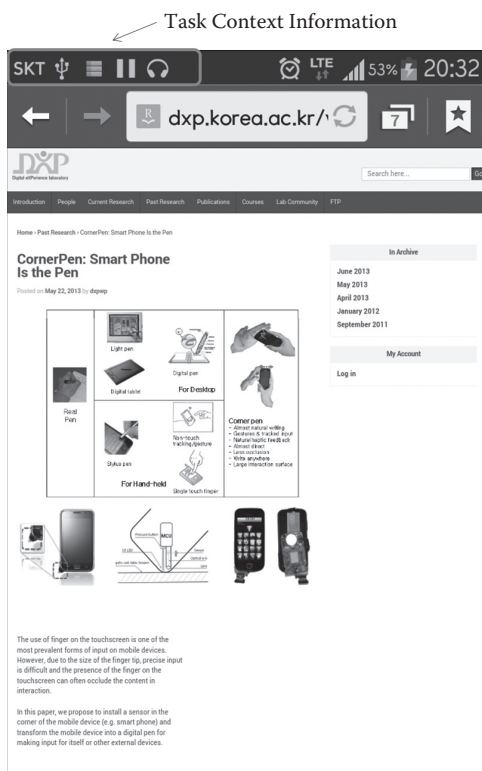 Task Context Information
SKT
LTE
53%
20:32
R
dxp.korea.ac.kr/
7
DXP
Digital eXPerience laboratory
Search here...
Go
Introduction People Current Research Past Research Publications Courses Lab Community FTP
Home › Past Research › CornerPen: Smart Phone Is the Pen
CornerPen: Smart Phone
Is the Pen
Posted on May 22, 2013 by dxpwp
In Archive
June 2013
May 2013
April 2013
January 2012
September 2011
My Account
Log in
Real
Pen
Light pen
Digital tablet
Digital pen
For Desktop
Stylus pen
Non-touch
tracking/gesture
For Hand-held
Single touch finger
Corner pen
- Almost natural writing
- Gestures & tracked input
- Natural haptic feedback
- Almost direct
- Less occlusion
- Write anywhere
- Large interaction surface
MCU
The use of finger on the touchscreen is one of the
most prevalent forms of input on mobile devices.
However, due to the size of the finger tip, precise input
is difficult and the presence of the finger on the
touchscreen can often occlude the content in
interaction.
In this paper, we propose to install a sensor in the
corner of the mobile device (e.g. smart phone) and
transform the mobile device into a digital pen for
making input for itself or other external devices.